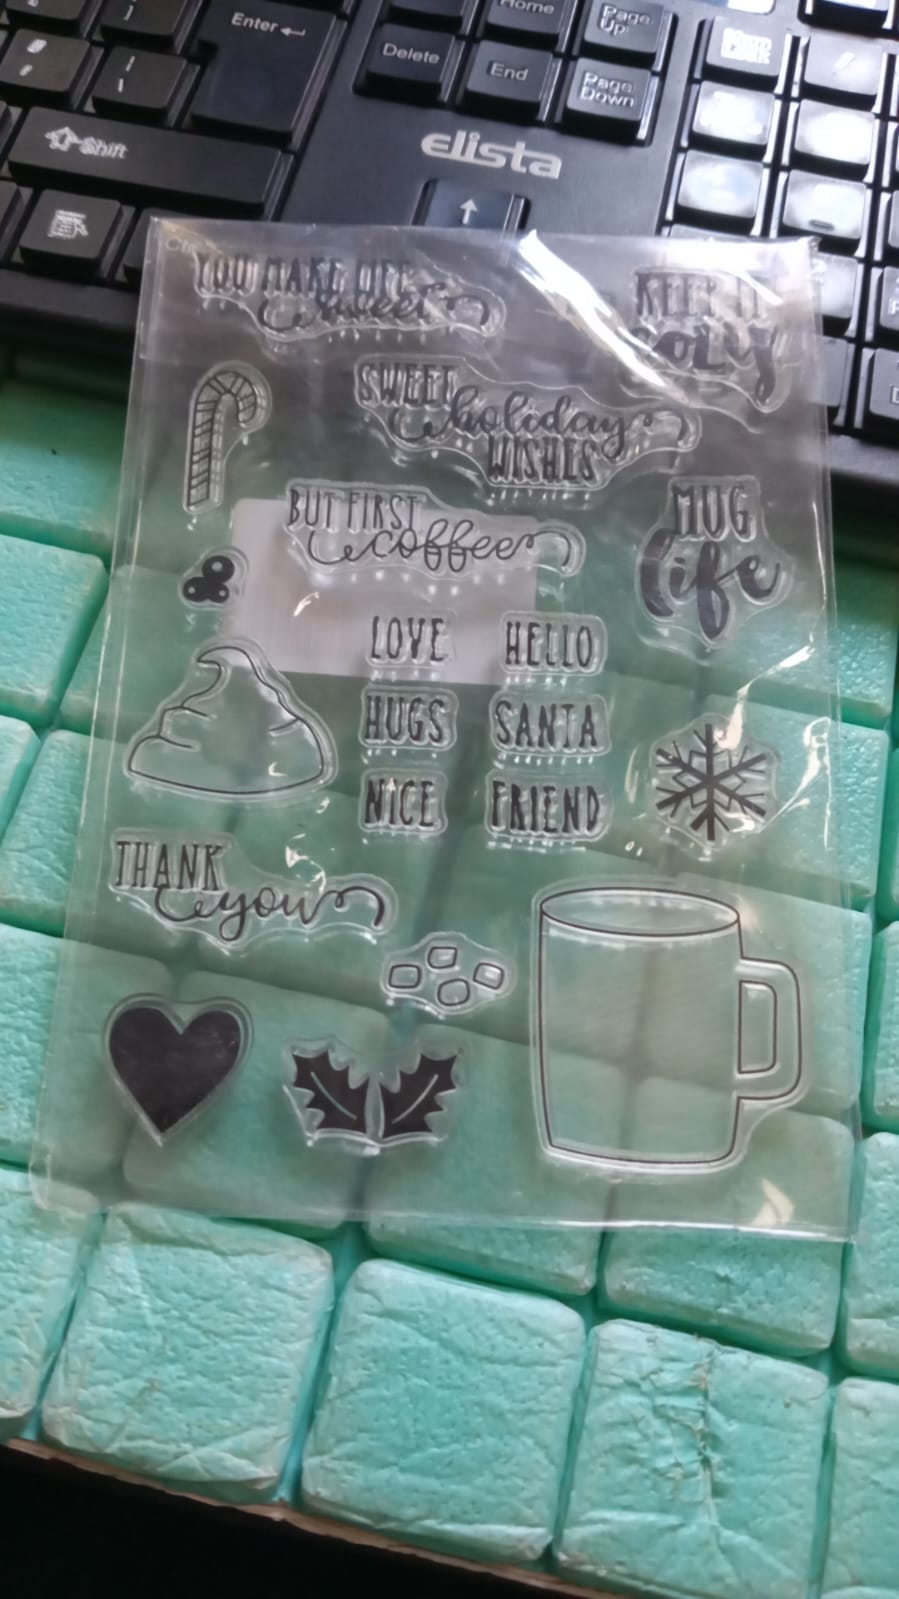 Home
Page
Up
Enter
Delete
End
Page
Down
Shift
elista
YOU MAKE LIFE
sweet
KEEP IT
cozy
SWEET
holiday
WISHES
BUT FIRST
coffee
MUG
life
LOVE
HELLO
HUGS
SANTA
NICE
FRIEND
THANK
you